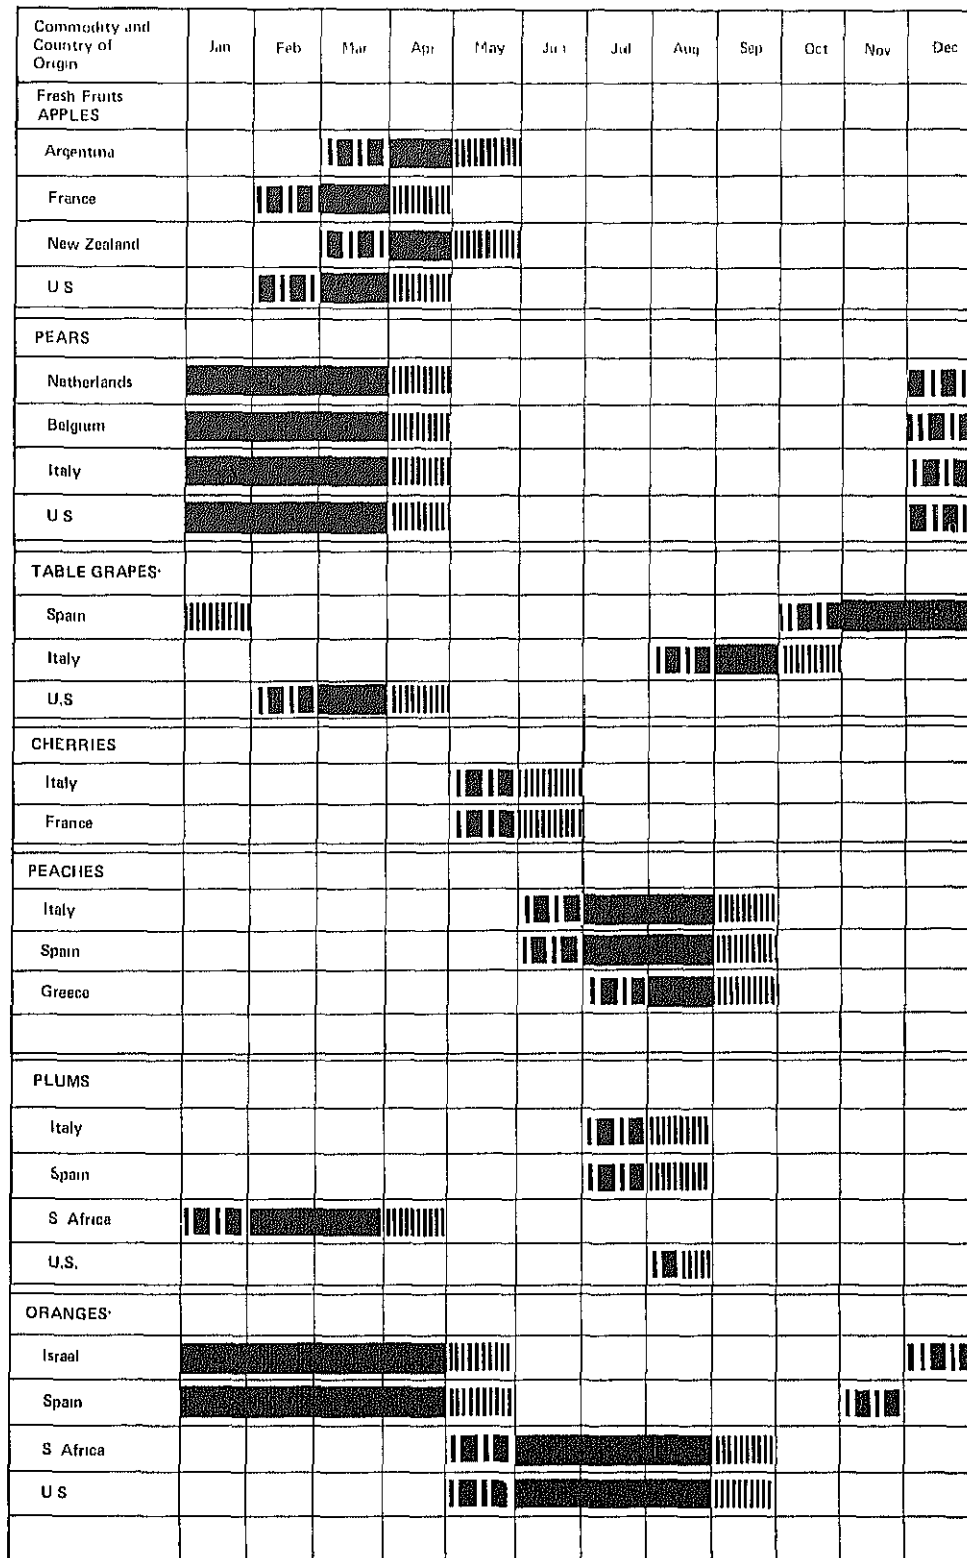 Commodity and
Country of
Origin
Jan Feb Mar Apr May Jun Jul Aug Sep Oct Nov Dec
Fresh Fruits
APPLES
Argentina
France
New Zealand
U S
PEARS
Netherlands
Belgium
Italy
U S
TABLE GRAPES·
Spain
Italy
U.S
CHERRIES
Italy
France
PEACHES
Italy
Spain
Greece
PLUMS
Italy
Spain
S Africa
U.S.
ORANGES·
Israel
Spain
S Africa
U S